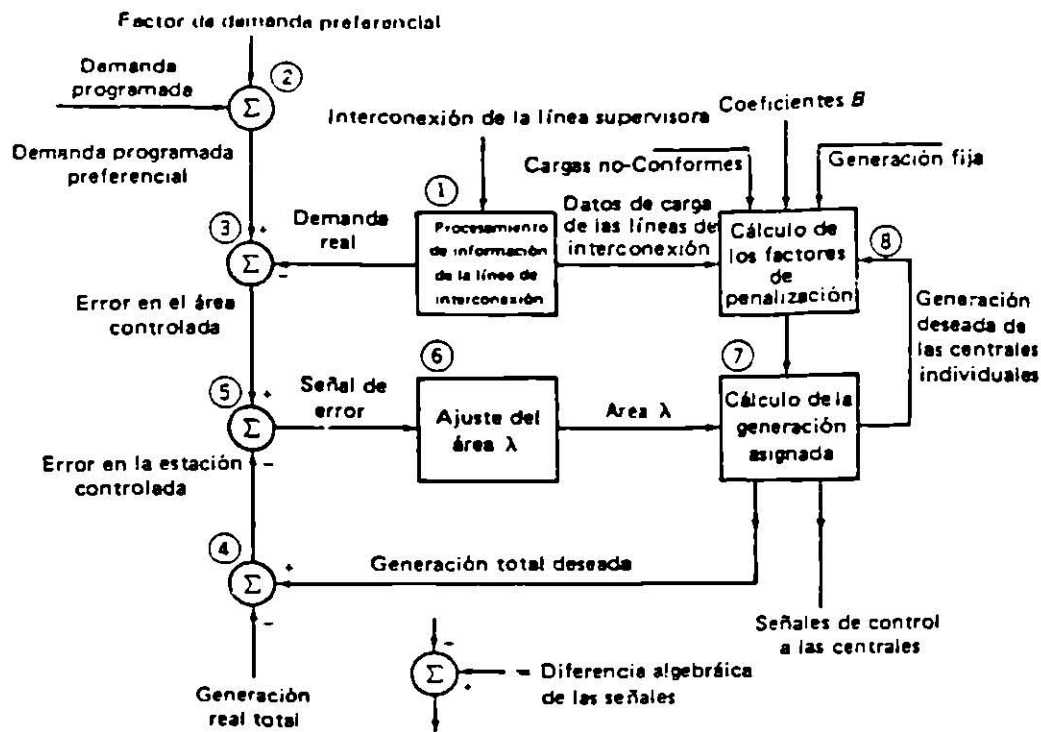 Factor de demanda preferencial
Demanda
programada
2
Σ
Interconexión de la línea supervisora
Coeficientes B
Demanda programada
preferencial
Cargas no-Conformes
Generación fija
1
3
Σ
+
-
Demanda
real
Procesamiento
de información
de la línea de
interconexión
Datos de carga
de las líneas de
interconexión
Cálculo de
los factores
de
penalización
8
Error en el área
controlada
Generación
deseada de
las centrales
individuales
5
Σ
+
-
Señal de
error
6
Ajuste del
área λ
Area λ
7
Cálculo de la
generación
asignada
Error en la estación
controlada
4
Σ
+
-
Generación total deseada
Señales de control
a las centrales
Generación
real total
-
Σ
+
- Diferencia algebráica
de las señales